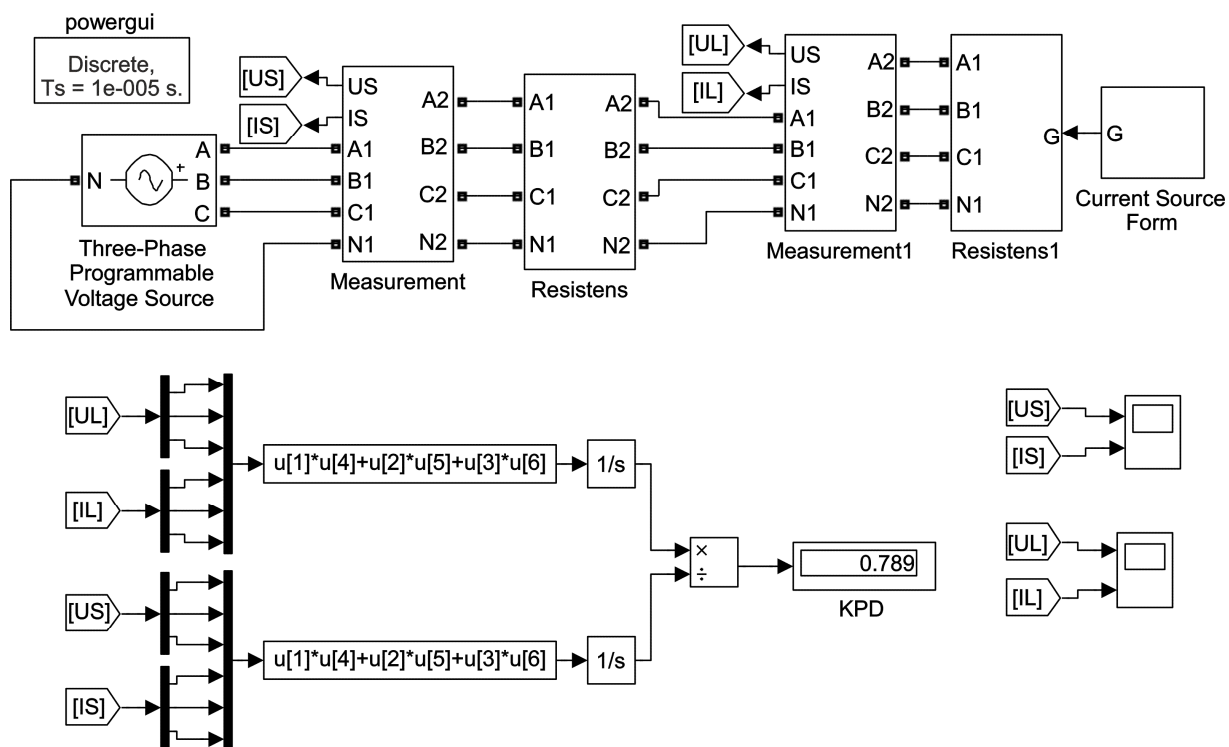 powergui
Discrete,
Ts = 1e-005 s.
N
A
B
C
+
Three-Phase
Programmable
Voltage Source
[US]
[IS]
US
IS
A1
B1
C1
N1
A2
B2
C2
N2
Measurement
A1
B1
C1
N1
A2
B2
C2
N2
Resistens
[UL]
[IL]
US
IS
A1
B1
C1
N1
A2
B2
C2
N2
Measurement1
A1
B1
C1
N1
G
Resistens1
G
Current Source
Form
[UL]
[IL]
u[1]*u[4]+u[2]*u[5]+u[3]*u[6]
1/s
[US]
[IS]
u[1]*u[4]+u[2]*u[5]+u[3]*u[6]
1/s
×
÷
0.789
KPD
[US]
[IS]
[UL]
[IL]